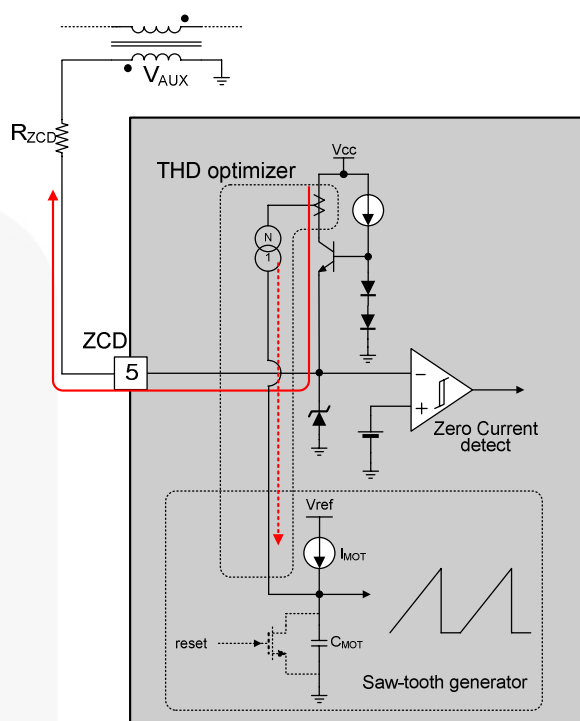 VAUX
RZCD
Vcc
THD optimizer
N
1
ZCD
5
−
+
Zero Current
detect
Vref
IMOT
reset
CMOT
Saw-tooth generator